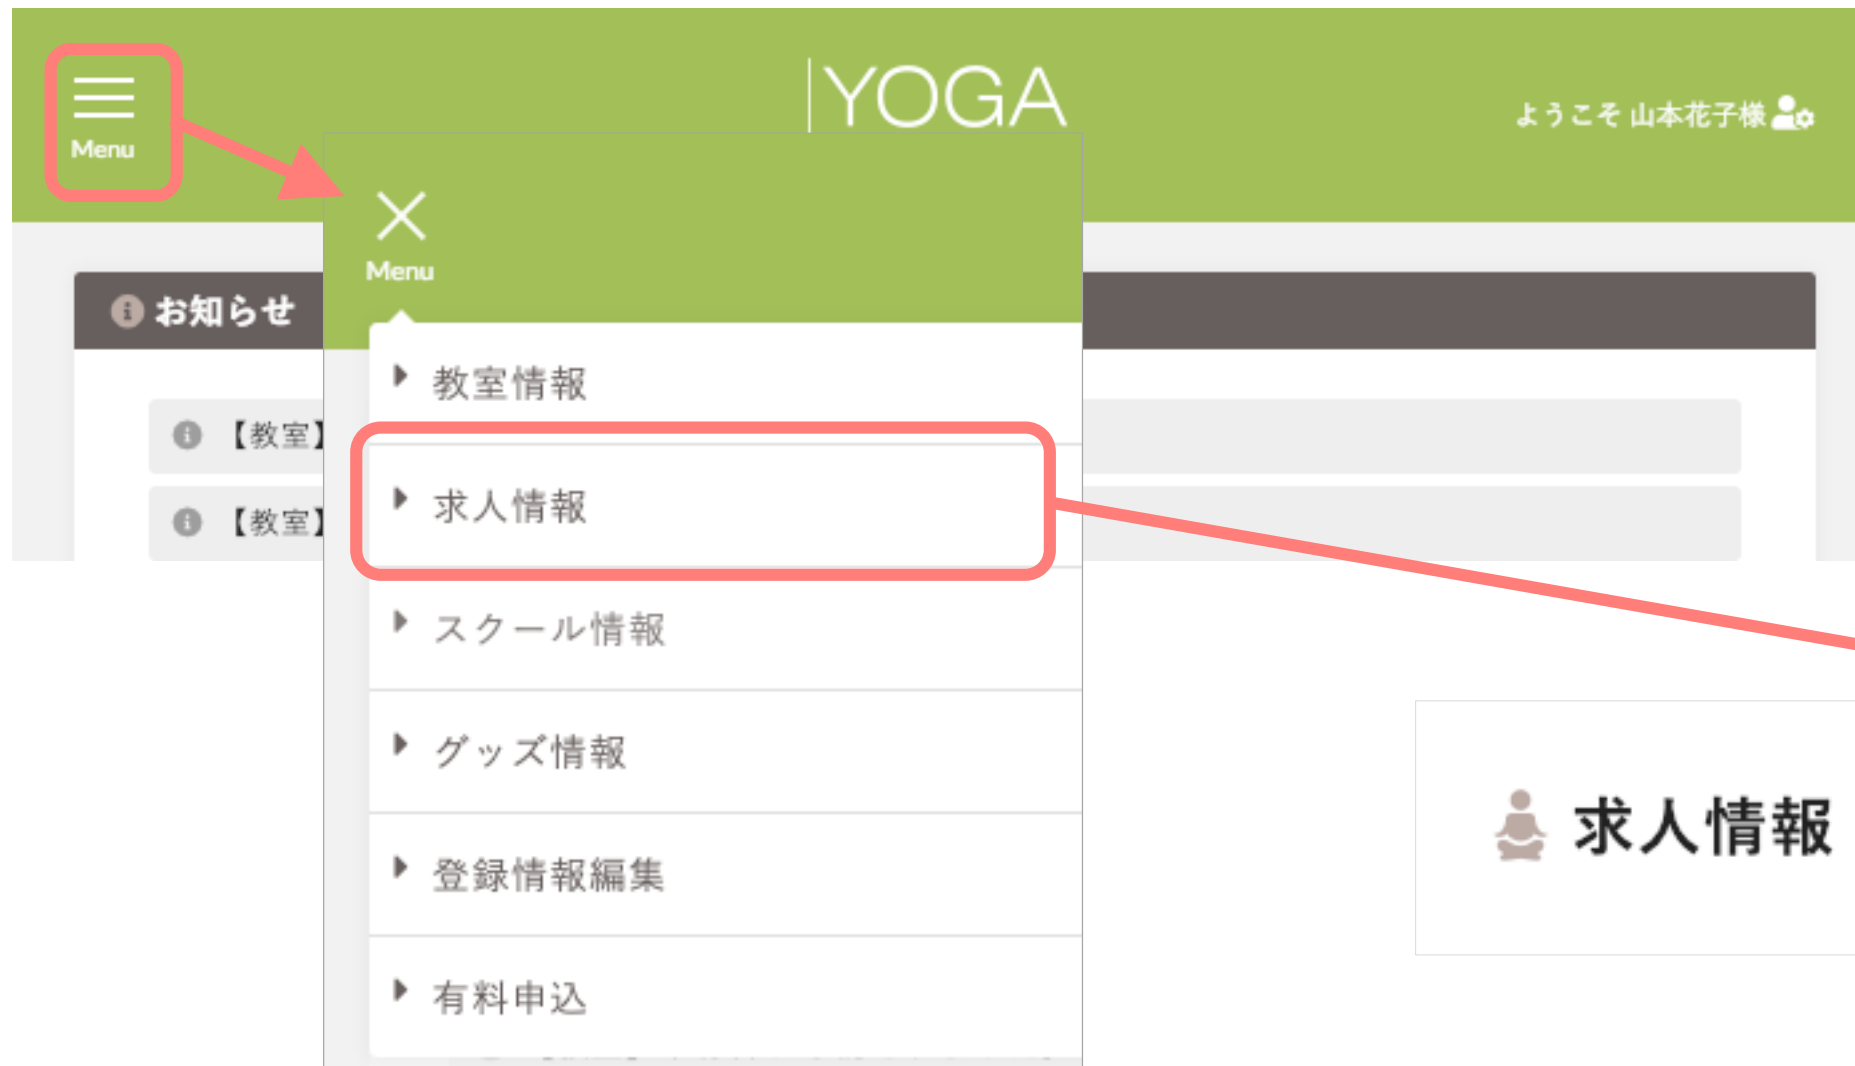 YOGA
Menu
ようこそ 山本花子様
Menu
お知らせ
教室情報
【教室】
求人情報
【教室】
スクール情報
グッズ情報
求人情報
登録情報編集
有料申込